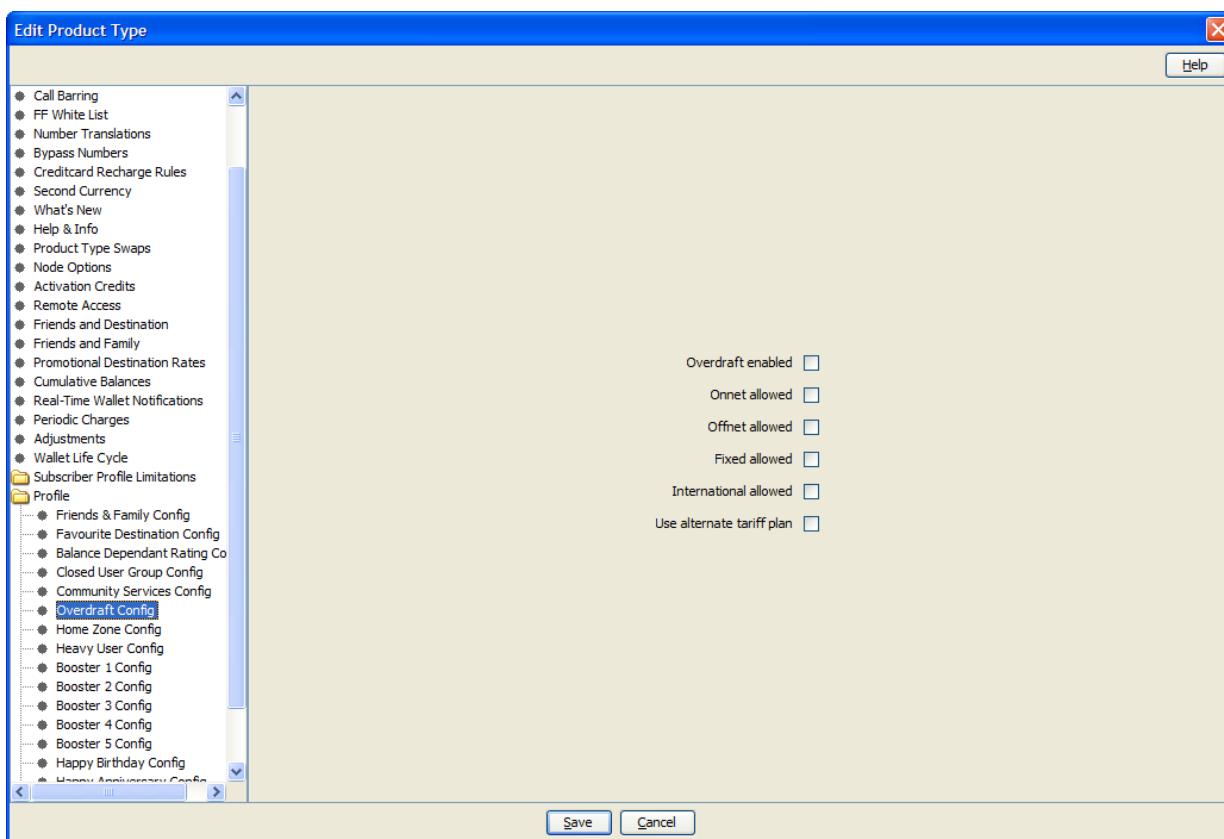 Edit Product Type
Help
Call Barring
FF White List
Number Translations
Bypass Numbers
Creditcard Recharge Rules
Second Currency
What's New
Help & Info
Product Type Swaps
Node Options
Activation Credits
Remote Access
Friends and Destination
Friends and Family
Promotional Destination Rates
Cumulative Balances
Real-Time Wallet Notifications
Periodic Charges
Adjustments
Wallet Life Cycle
Subscriber Profile Limitations
Profile
Friends & Family Config
Favourite Destination Config
Balance Dependant Rating Co
Closed User Group Config
Community Services Config
Overdraft Config
Home Zone Config
Heavy User Config
Booster 1 Config
Booster 2 Config
Booster 3 Config
Booster 4 Config
Booster 5 Config
Happy Birthday Config
Happy Anniversary Config
Overdraft enabled
Onnet allowed
Offnet allowed
Fixed allowed
International allowed
Use alternate tariff plan
Save Cancel